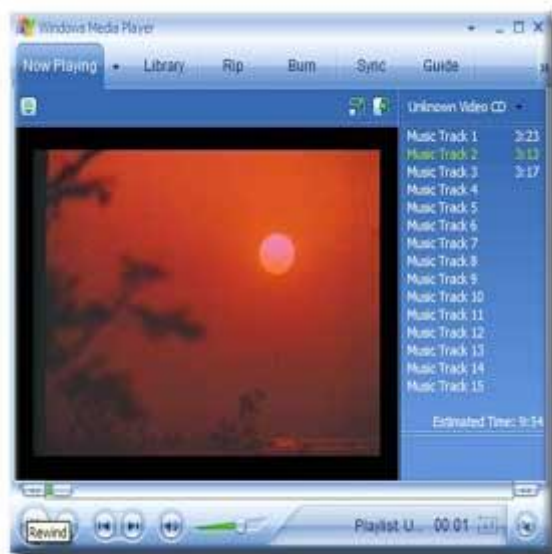 Windows Media Player
Now Playing Library Rip Burn Sync Guide
Unknown Video CD
Music Track 1 3:23
Music Track 2 3:13
Music Track 3 3:17
Music Track 4
Music Track 5
Music Track 6
Music Track 7
Music Track 8
Music Track 9
Music Track 10
Music Track 11
Music Track 12
Music Track 13
Music Track 14
Music Track 15
Estimated Time: 9:54
Rewind
Playlist U... 00:01